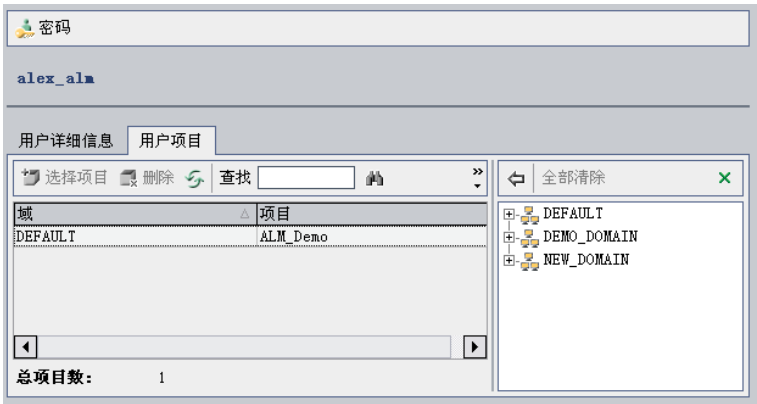 密码
alex_alm
用户详细信息 用户项目
选择项目 删除 查找 全部清除
域 项目
DEFAULT ALM_Demo
总项目数： 1
DEFAULT
DEMO_DOMAIN
NEW_DOMAIN